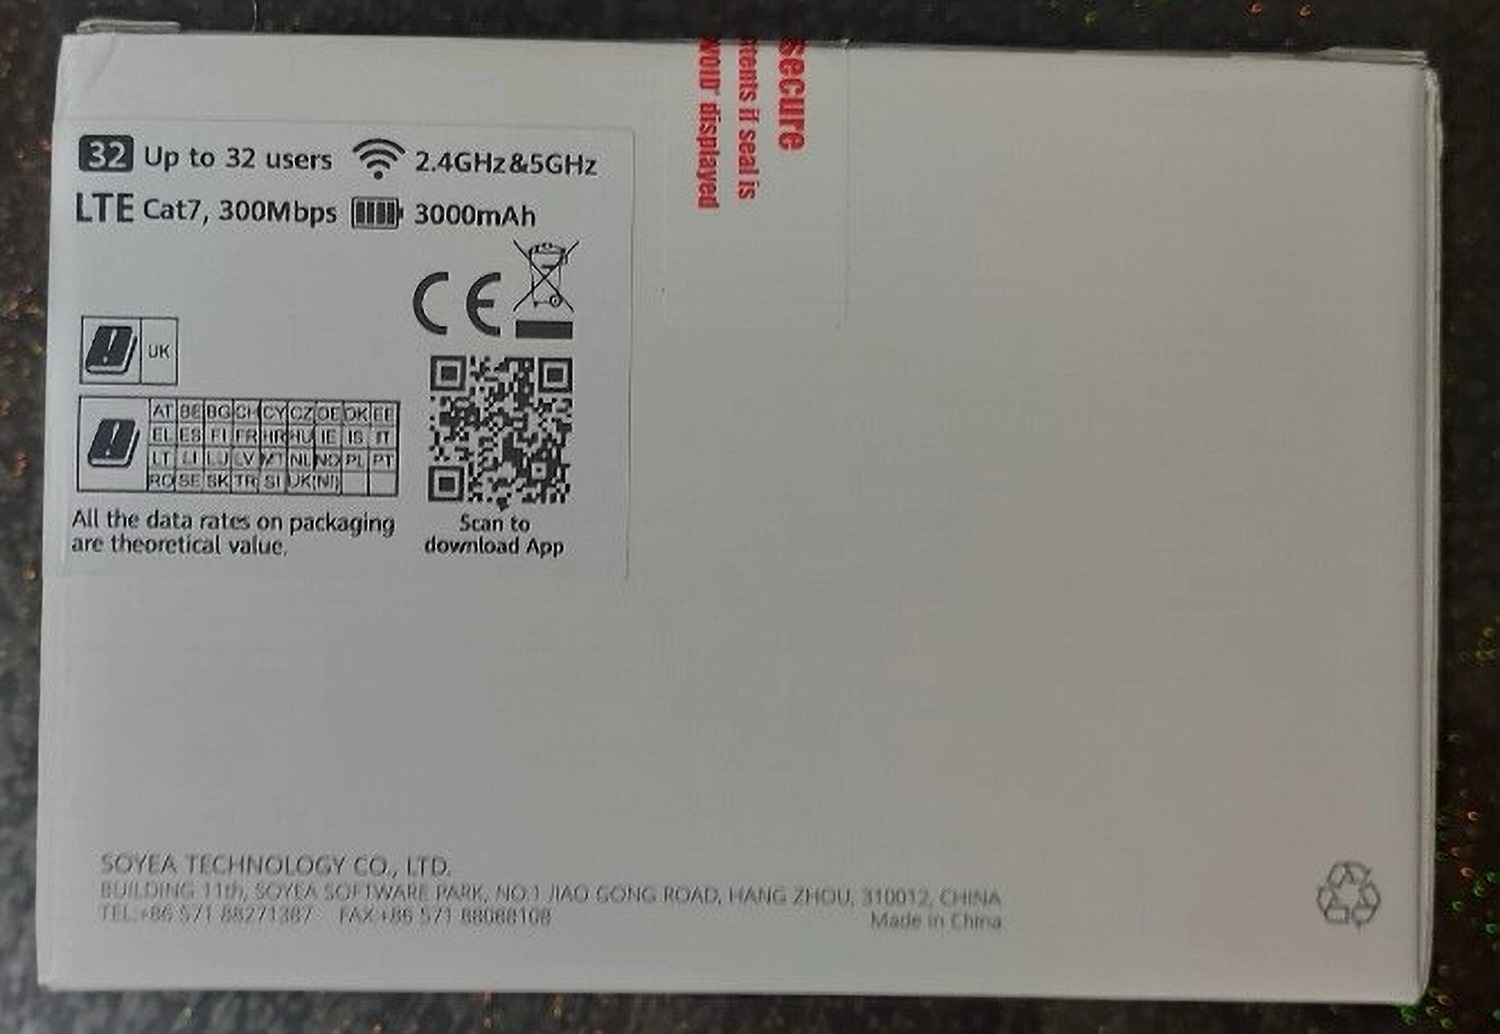 secure
tents if seal is
'VOID' displayed
32 Up to 32 users 2.4GHz&5GHz
LTE Cat7, 300Mbps 3000mAh
CE
UK
AT BE BG CH CY CZ DE DK EE
EL ES FI FR HR HU IE IS IT
LT LI LU LV MT NL NO PL PT
RO SE SK TR SI UK(NI)
All the data rates on packaging
are theoretical value.
Scan to
download App
SOYEA TECHNOLOGY CO., LTD.
BUILDING 11th, SOYEA SOFTWARE PARK, NO.1 JIAO GONG ROAD, HANG ZHOU, 310012, CHINA
TEL:+86 571 88271387 FAX:+86 571 88088108
Made in China